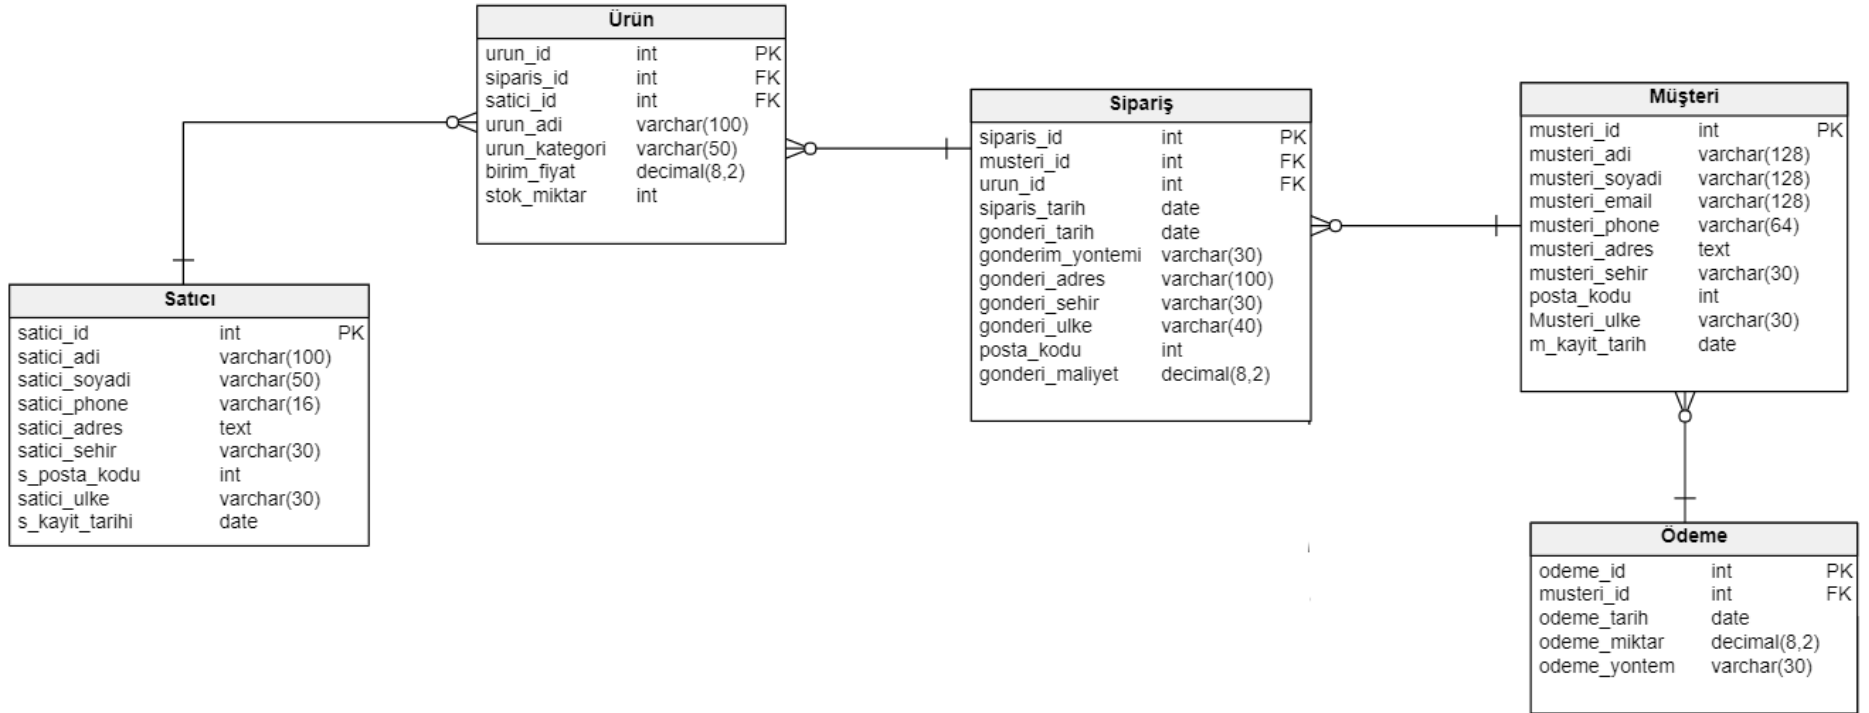 Ürün
urun_id int PK
siparis_id int FK
satici_id int FK
urun_adi varchar(100)
urun_kategori varchar(50)
birim_fiyat decimal(8,2)
stok_miktar int
Sipariş
siparis_id int PK
musteri_id int FK
urun_id int FK
siparis_tarih date
gonderi_tarih date
gonderim_yontemi varchar(30)
gonderi_adres varchar(100)
gonderi_sehir varchar(30)
gonderi_ulke varchar(40)
posta_kodu int
gonderi_maliyet decimal(8,2)
Müşteri
musteri_id int PK
musteri_adi varchar(128)
musteri_soyadi varchar(128)
musteri_email varchar(128)
musteri_phone varchar(64)
musteri_adres text
musteri_sehir varchar(30)
posta_kodu int
Musteri_ulke varchar(30)
m_kayit_tarih date
Satıcı
satici_id int PK
satici_adi varchar(100)
satici_soyadi varchar(50)
satici_phone varchar(16)
satici_adres text
satici_sehir varchar(30)
s_posta_kodu int
satici_ulke varchar(30)
s_kayit_tarihi date
Ödeme
odeme_id int PK
musteri_id int FK
odeme_tarih date
odeme_miktar decimal(8,2)
odeme_yontem varchar(30)